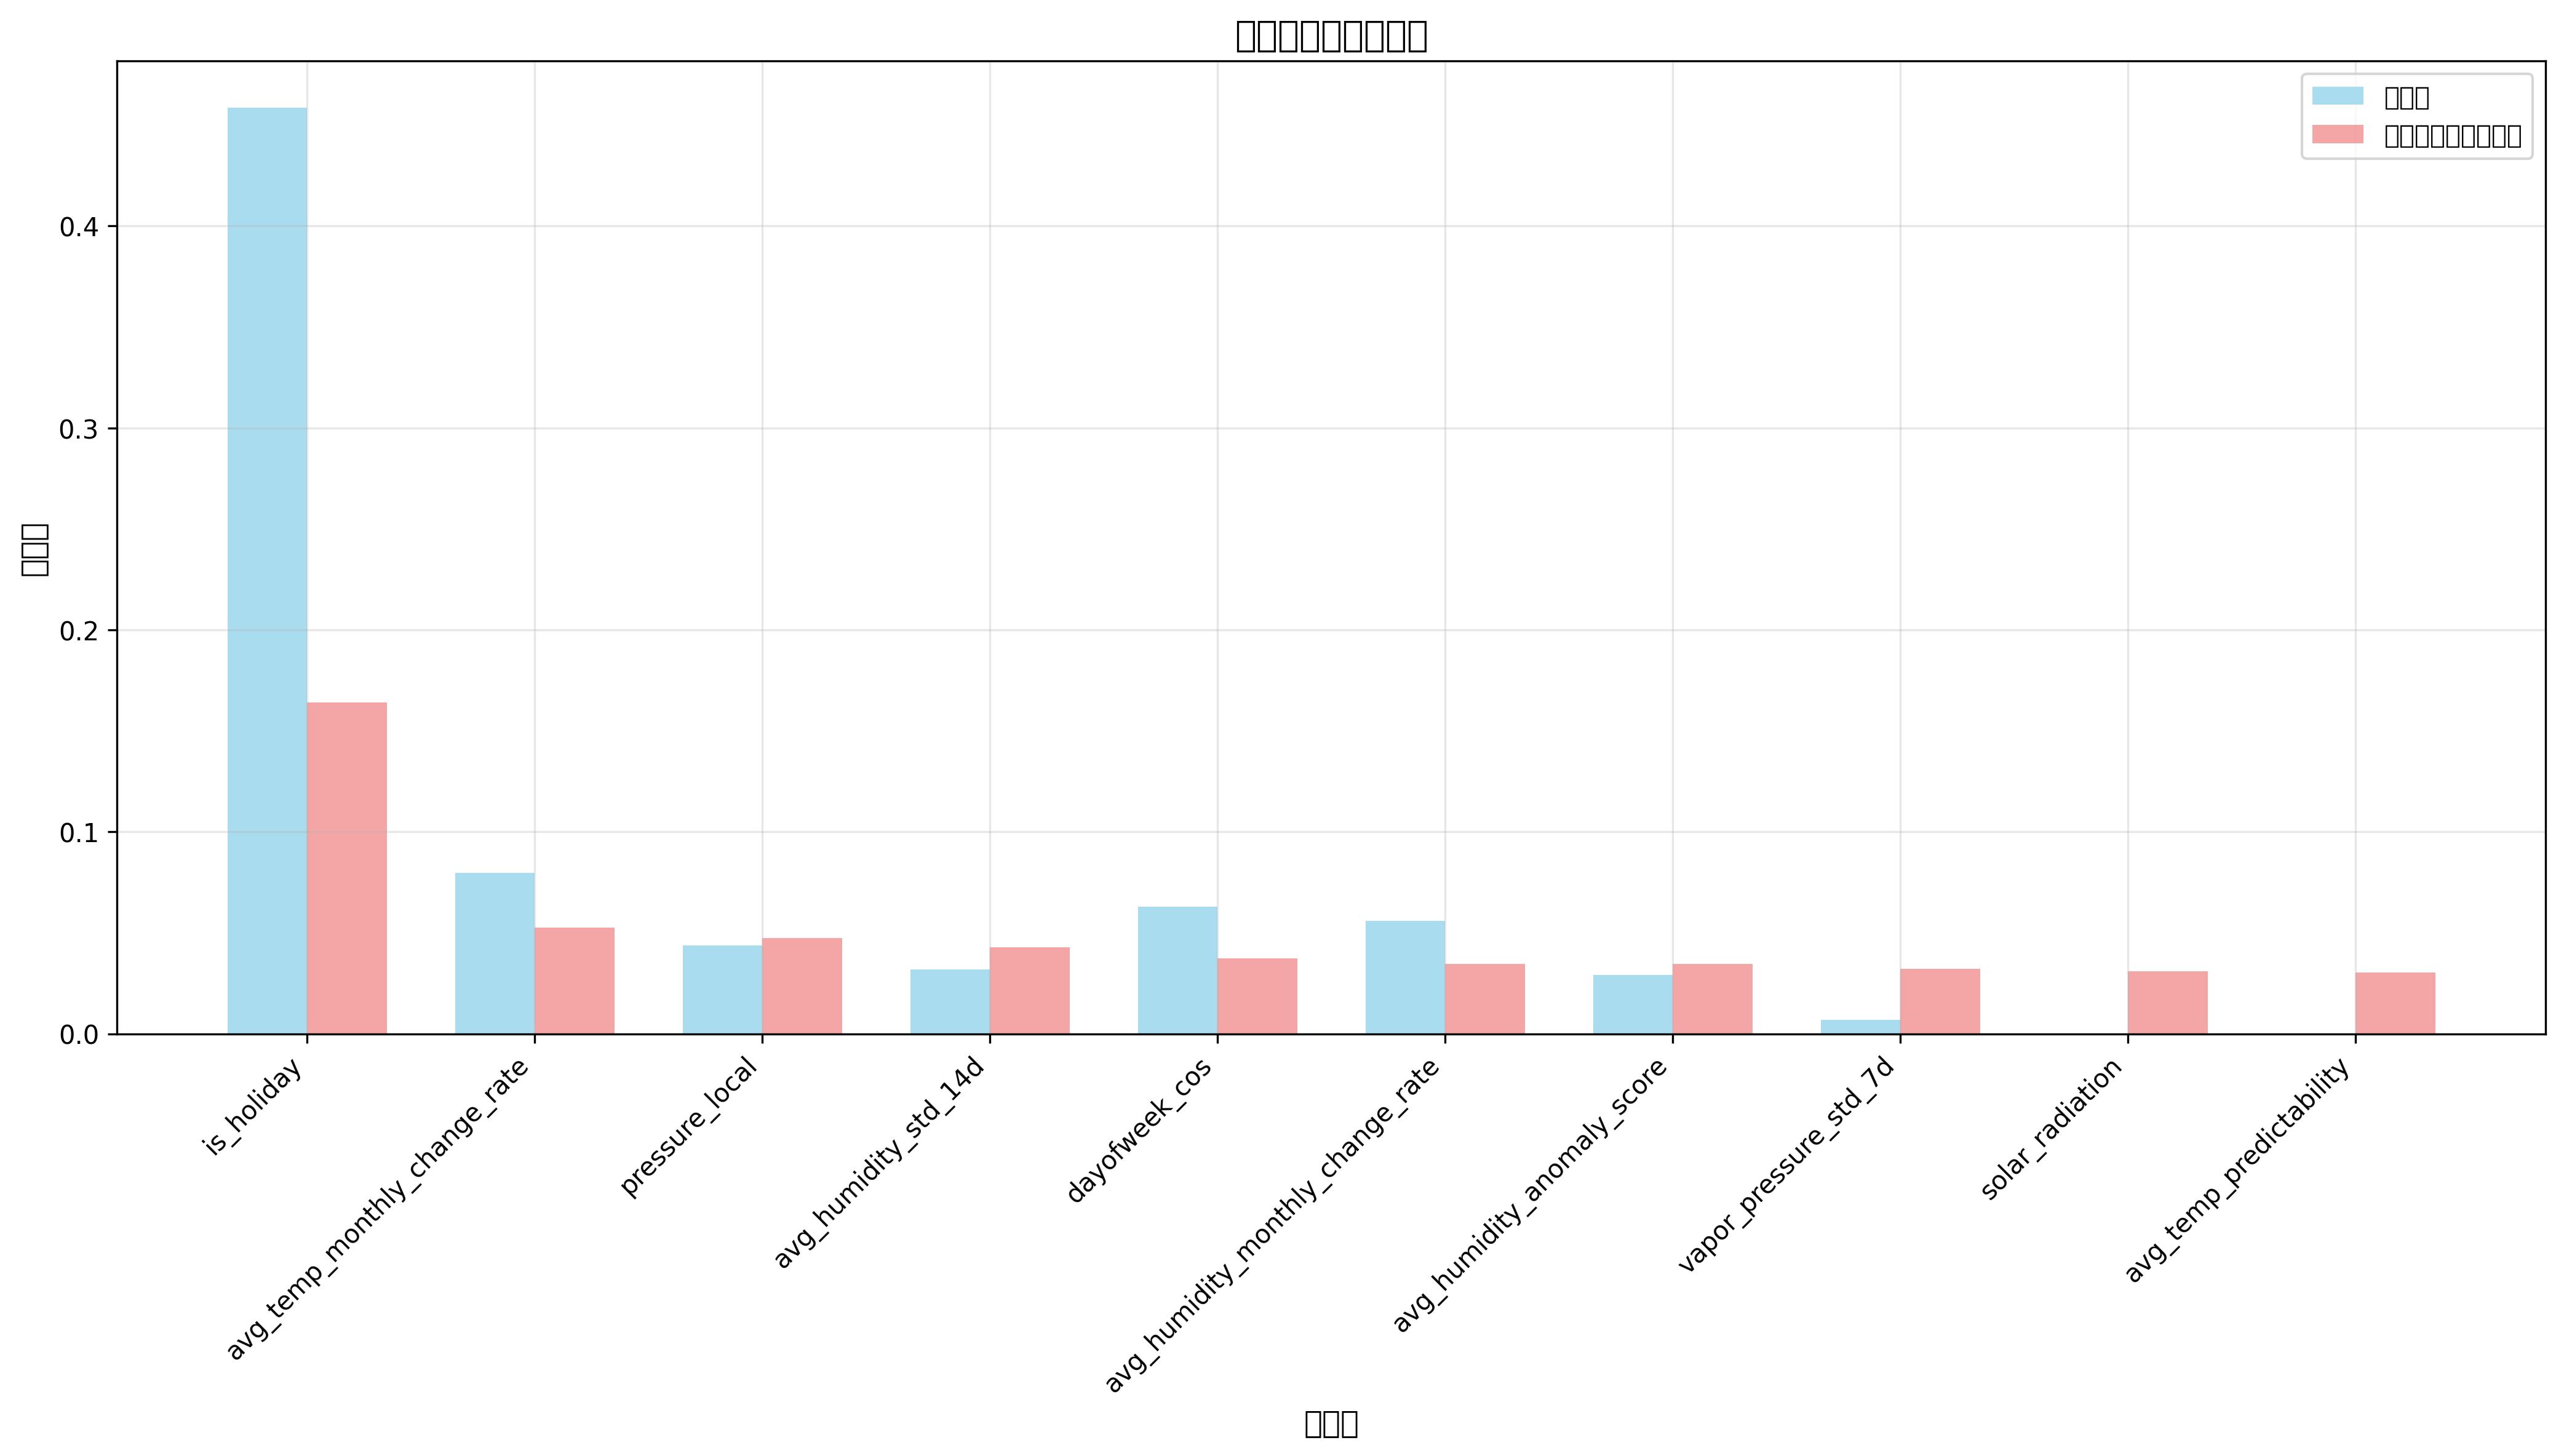 0.4
0.3
0.2
0.1
0.0
is_holiday
avg_temp_monthly_change_rate
pressure_local
avg_humidity_std_14d
dayofweek_cos
avg_humidity_monthly_change_rate
avg_humidity_anomaly_score
vapor_pressure_std_7d
solar_radiation
avg_temp_predictability